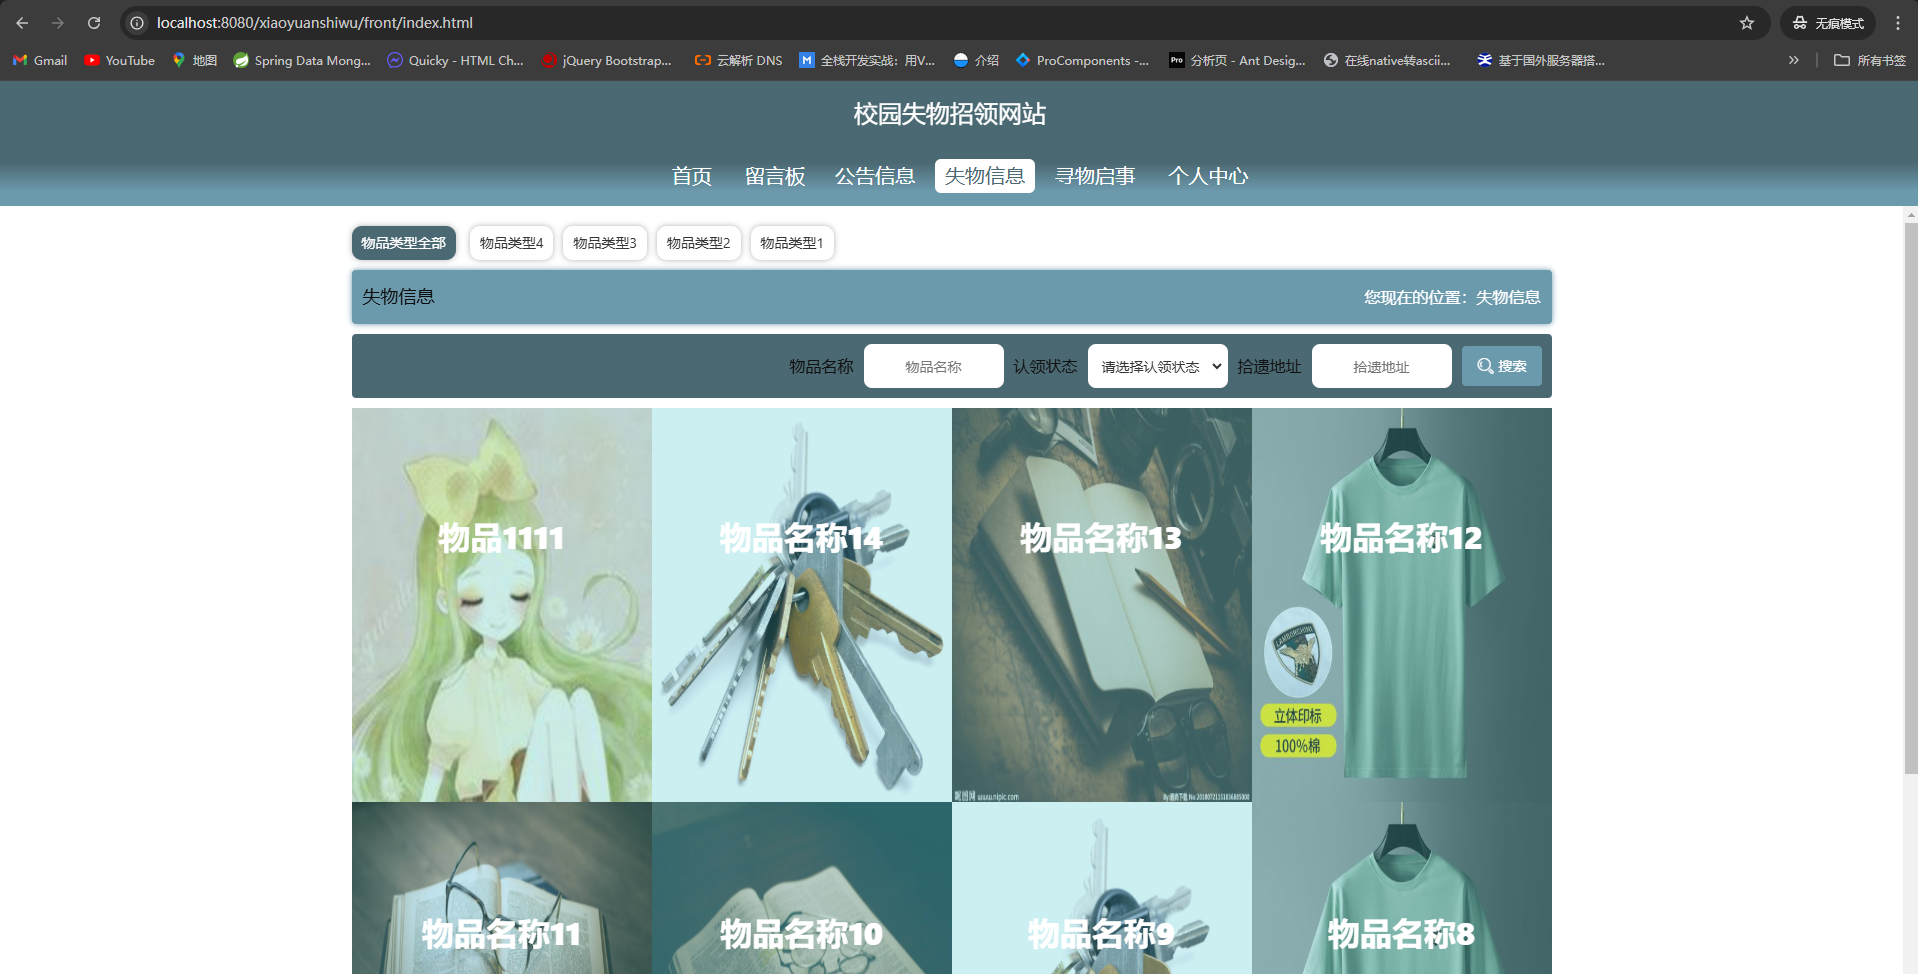 localhost:8080/xiaoyuanshiwu/front/index.html
无痕模式
Gmail
YouTube
地图
Spring Data Mong...
Quicky - HTML Ch...
jQuery Bootstrap...
云解析 DNS
全栈开发实战：用V...
介绍
ProComponents -...
Pro
分析页 - Ant Desig...
在线native转ascii...
基于国外服务器搭...
所有书签
校园失物招领网站
首页 留言板 公告信息 失物信息 寻物启事 个人中心
物品类型全部 物品类型4 物品类型3 物品类型2 物品类型1
失物信息 您现在的位置：失物信息
物品名称 物品名称 认领状态 请选择认领状态 拾遗地址 拾遗地址 搜索
物品1111 物品名称14 物品名称13 物品名称12
LAMBORGHINI
立体印标
100%棉
昵图网 www.nipic.com
物品名称11 物品名称10 物品名称9 物品名称8